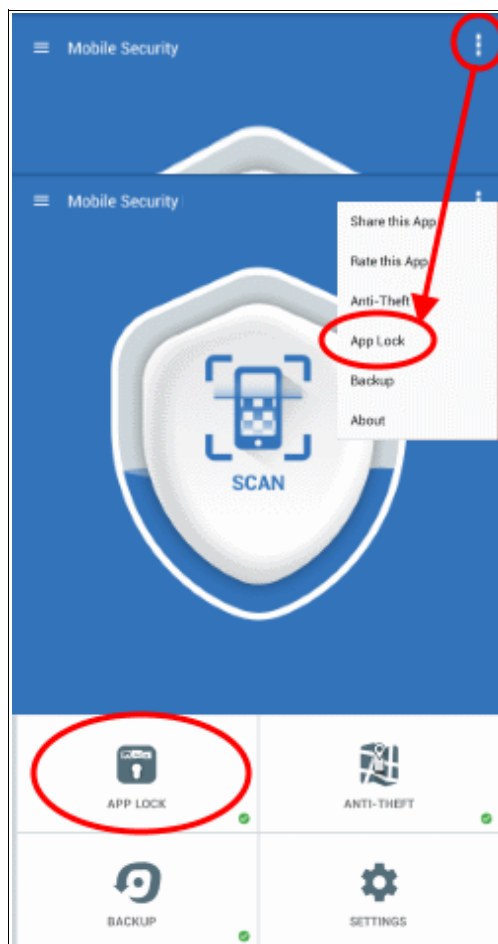 Mobile Security
Mobile Security
Share this App
Rate this App
Anti-Theft
App Lock
Backup
About
SCAN
APP LOCK
ANTI-THEFT
BACKUP
SETTINGS